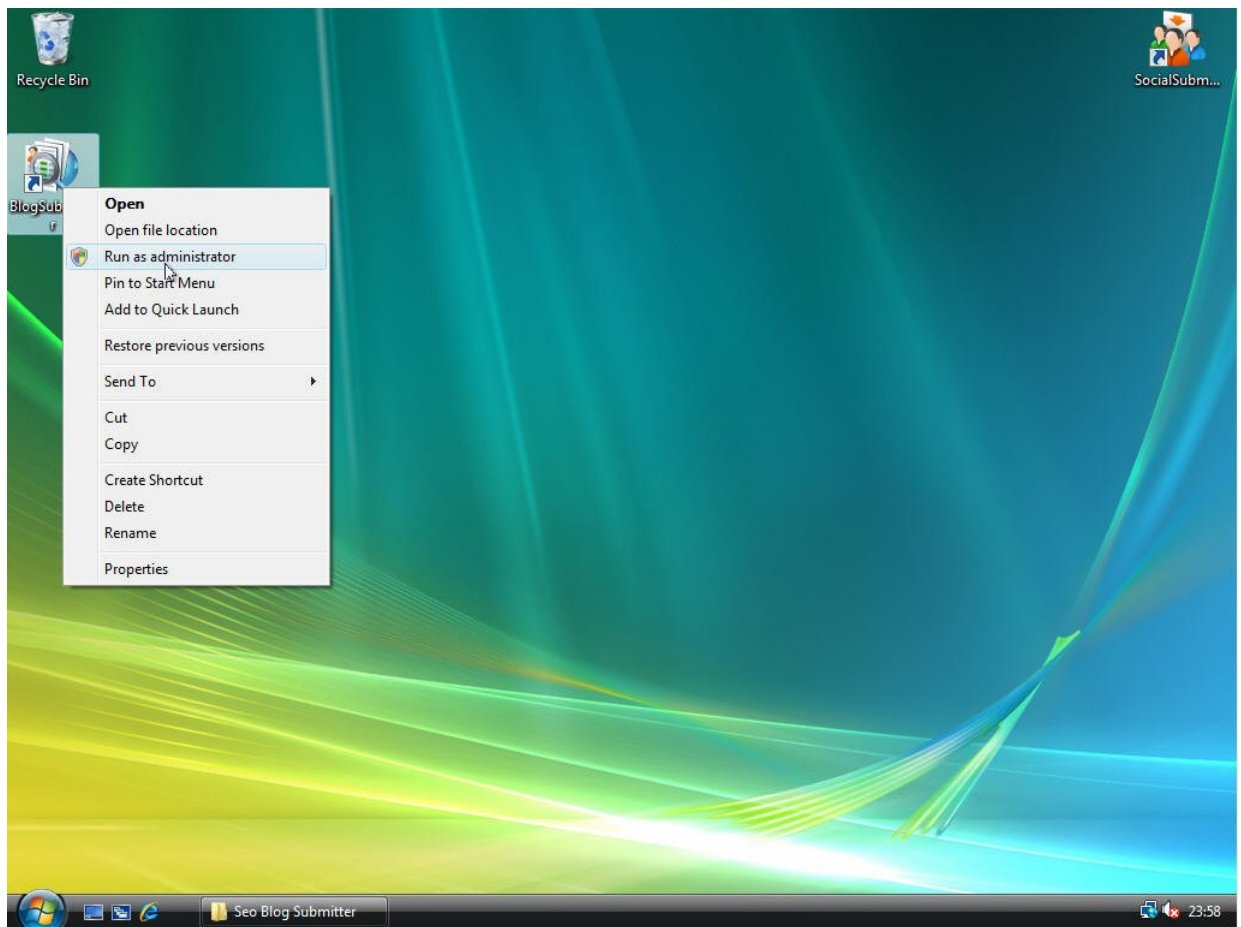 Recycle Bin
SocialSubm...
BlogSub
Open
Open file location
Run as administrator
Pin to Start Menu
Add to Quick Launch
Restore previous versions
Send To
Cut
Copy
Create Shortcut
Delete
Rename
Properties
Seo Blog Submitter
23:58